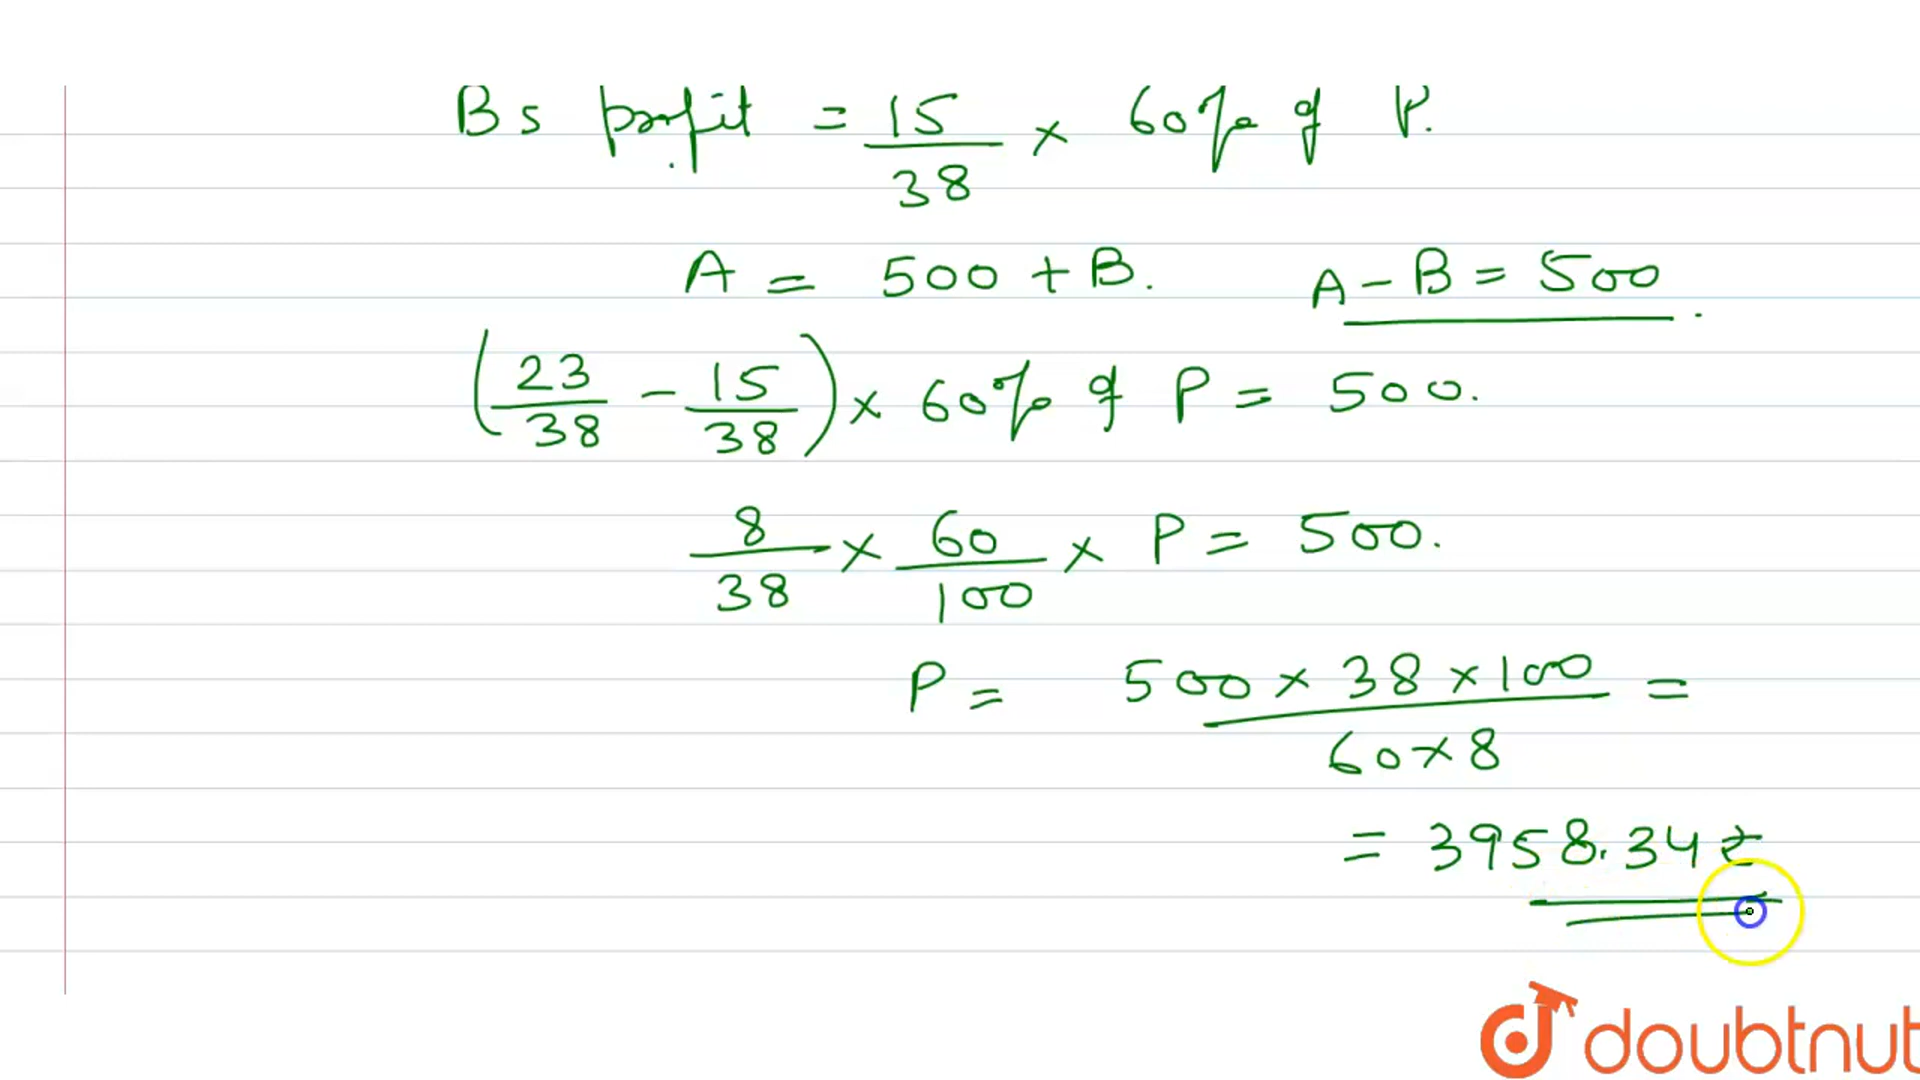 Bs profit = 15/38 × 60% of P.
A = 500 + B. A - B = 500.
(23/38 - 15/38) × 60% of P = 500.
8/38 × 60/100 × P = 500.
P = 500 × 38 × 100 / 60 × 8 =
= 3958.34 ₹
doubtnut